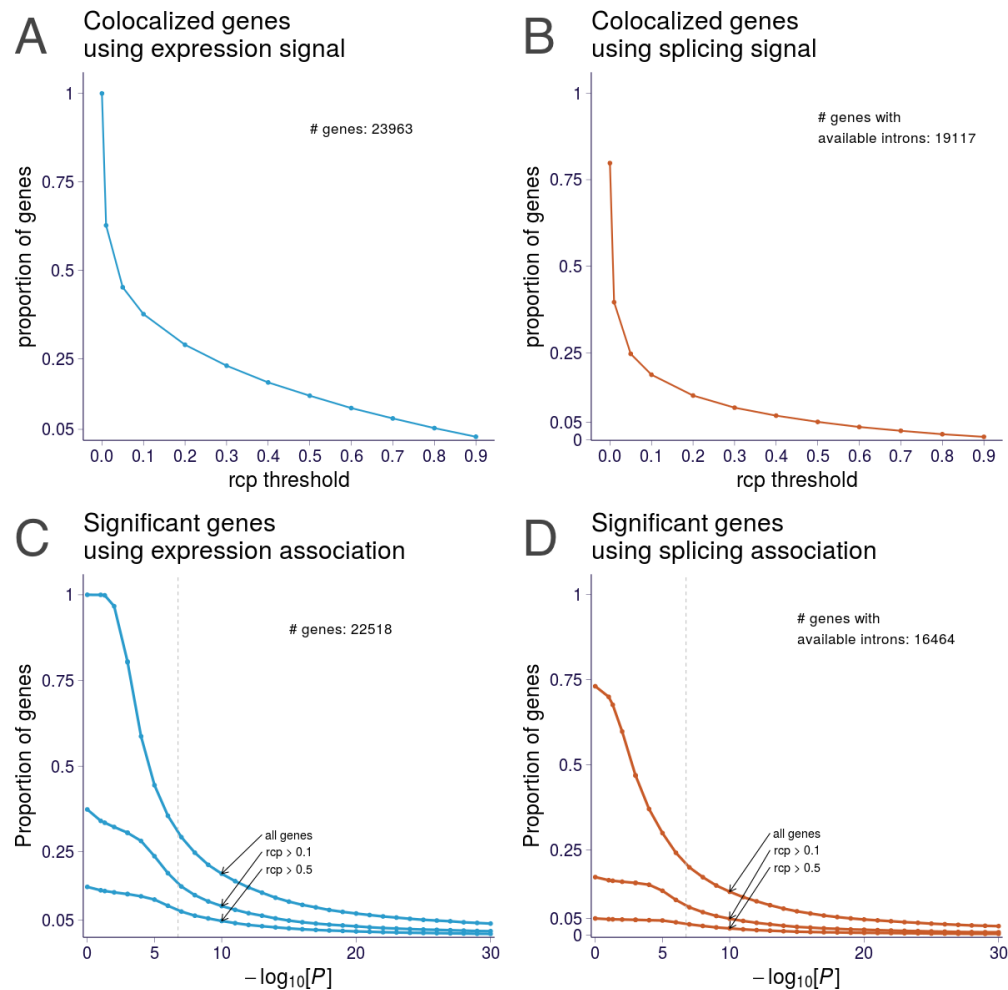 A
Colocalized genes
using expression signal
# genes: 23963
proportion of genes
1
0.75
0.5
0.25
0.05
0.0 0.1 0.2 0.3 0.4 0.5 0.6 0.7 0.8 0.9
rcp threshold
B
Colocalized genes
using splicing signal
# genes with
available introns: 19117
proportion of genes
1
0.75
0.5
0.25
0.05
0
0.0 0.1 0.2 0.3 0.4 0.5 0.6 0.7 0.8 0.9
rcp threshold
C
Significant genes
using expression association
# genes: 22518
Proportion of genes
1
0.75
0.5
0.25
0.05
all genes
rcp > 0.1
rcp > 0.5
0 5 10 20 30
−log10[P]
D
Significant genes
using splicing association
# genes with
available introns: 16464
Proportion of genes
1
0.75
0.5
0.25
0.05
0
all genes
rcp > 0.1
rcp > 0.5
0 5 10 20 30
−log10[P]